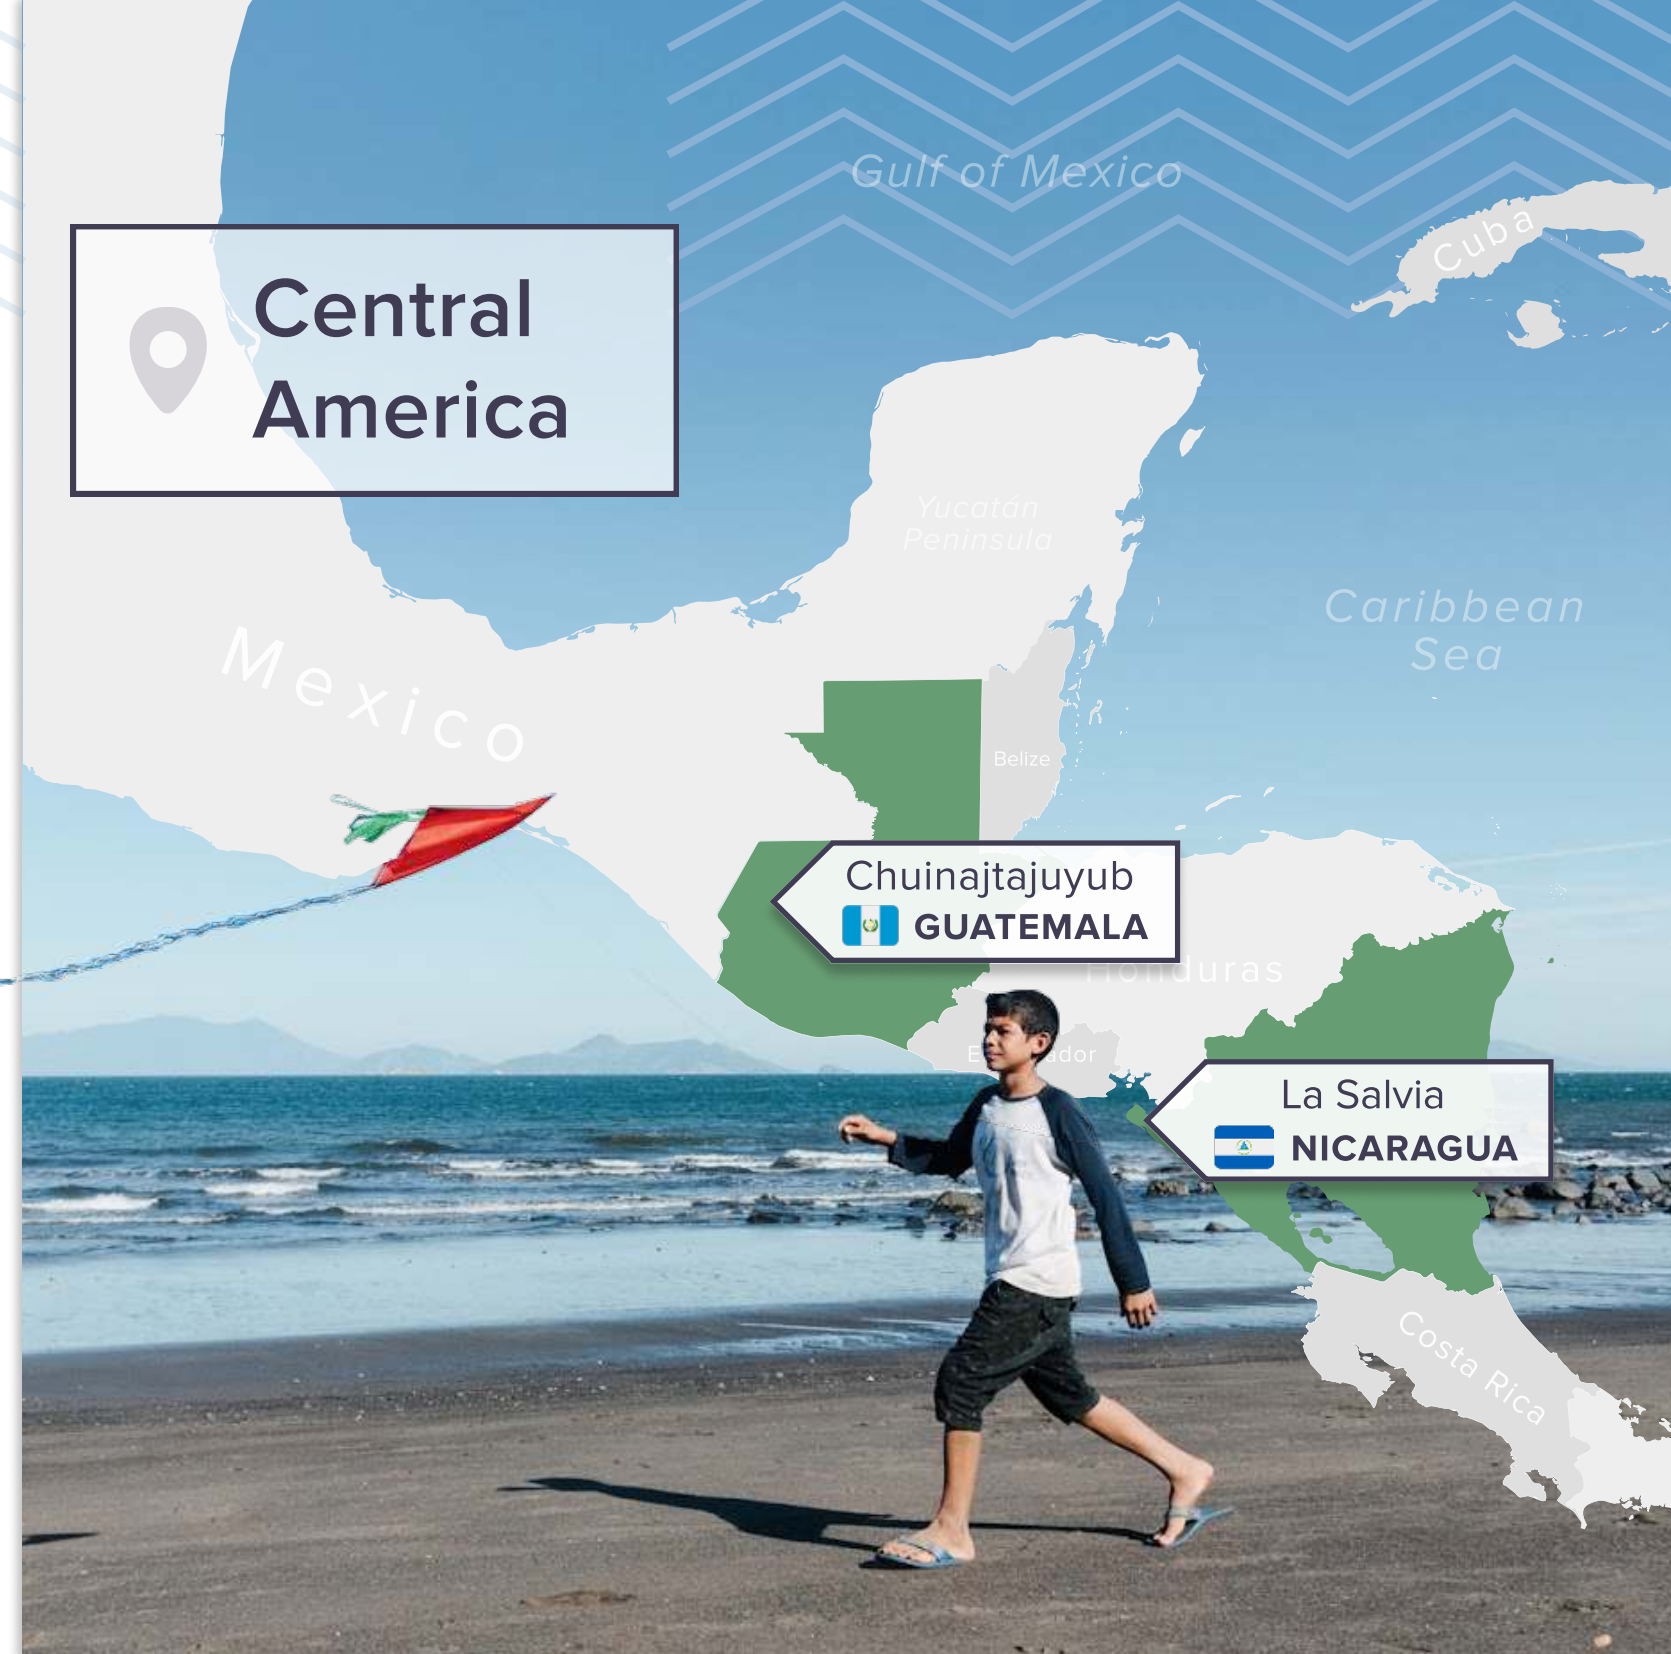 Gulf of Mexico
Cuba
Central
America
Yucatán
Peninsula
Caribbean
Sea
Mexico
Belize
Chuinajtajuyub
GUATEMALA
Honduras
La Salvia
NICARAGUA
Costa Rica